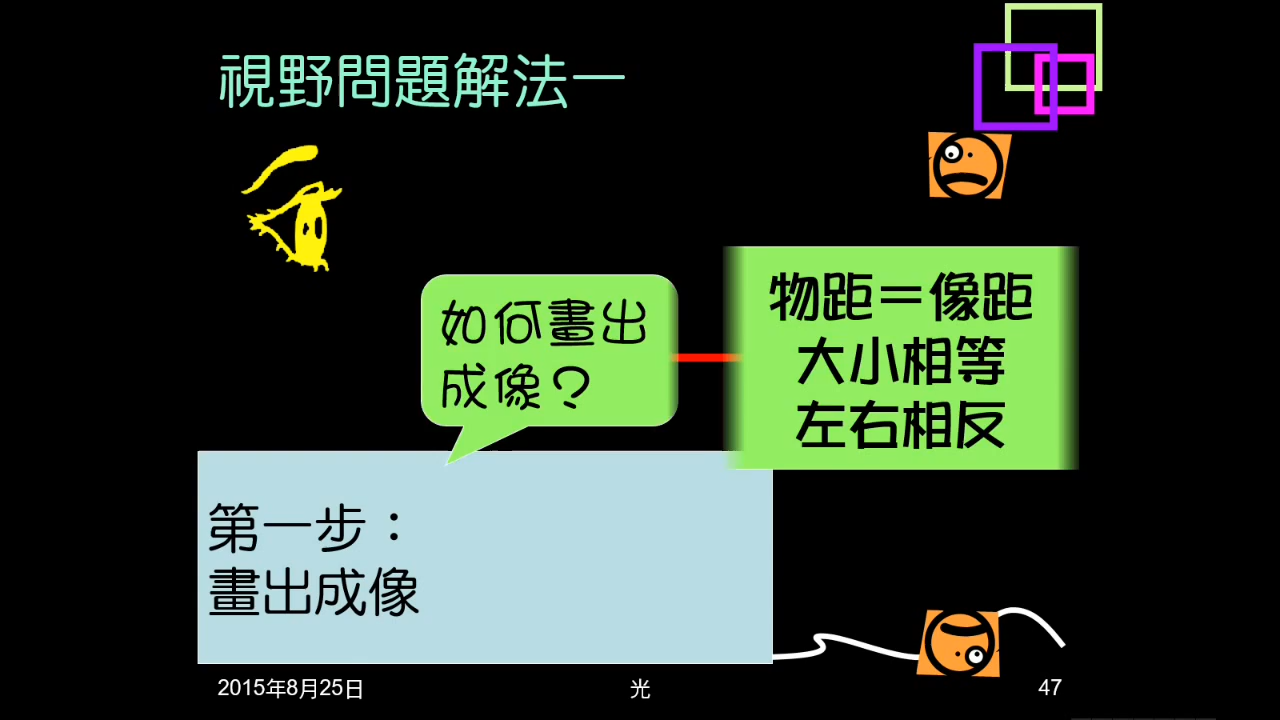 視野問題解法一
如何畫出
成像？
物距＝像距
大小相等
左右相反
第一步：
畫出成像
2015年8月25日
光
47